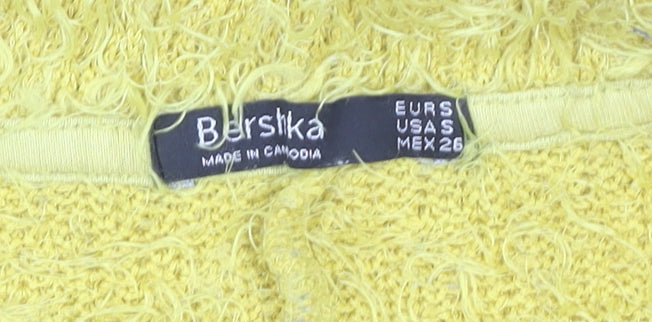 Bershka
MADE IN CAMBODIA
EUR S
USA S
MEX 26